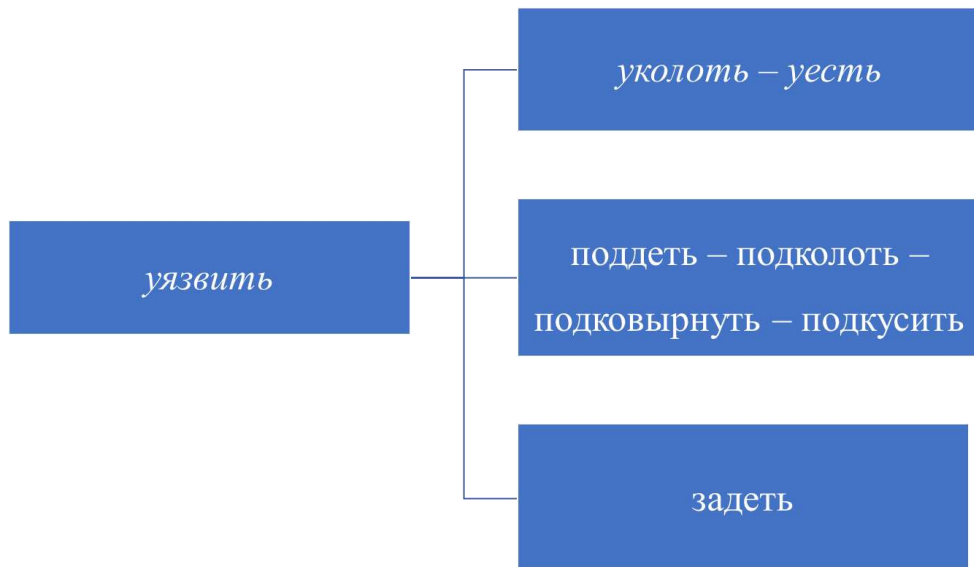 уколоть – уесть
уязвить
поддеть – подколоть –
подковырнуть – подкусить
задеть